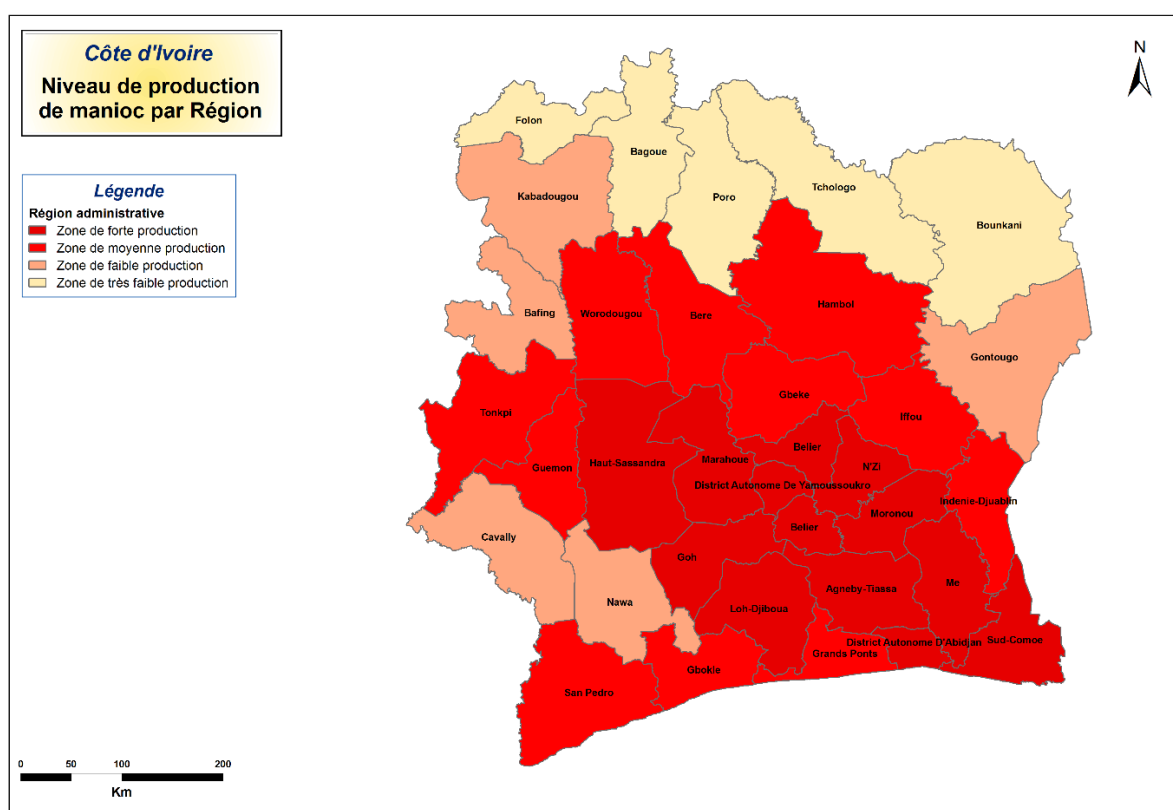 Côte d'Ivoire
Niveau de production
de manioc par Région
N
Légende
Région administrative
Zone de forte production
Zone de moyenne production
Zone de faible production
Zone de très faible production
Folon
Bagoue
Kabadougou
Poro
Tchologo
Bounkani
Bafing
Worodougou
Bere
Hambol
Gontougo
Tonkpi
Gbeke
Iffou
Guemon
Haut-Sassandra
Marahoue
Belier
N'Zi
District Autonome De Yamoussoukro
Indenie-Djuablin
Moronou
Belier
Cavally
Goh
Nawa
Loh-Djiboua
Agneby-Tiassa
Me
District Autonome D'Abidjan
Sud-Comoe
Grands Ponts
Gbokle
San Pedro
0 50 100 200
Km